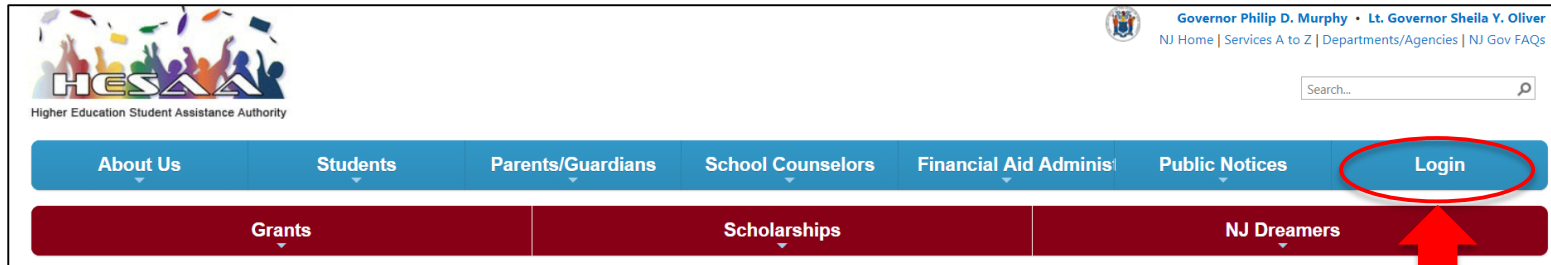 Governor Philip D. Murphy • Lt. Governor Sheila Y. Oliver
NJ Home | Services A to Z | Departments/Agencies | NJ Gov FAQs
HESAA
Higher Education Student Assistance Authority
Search...
About Us Students Parents/Guardians School Counselors Financial Aid Administ Public Notices Login
Grants Scholarships NJ Dreamers